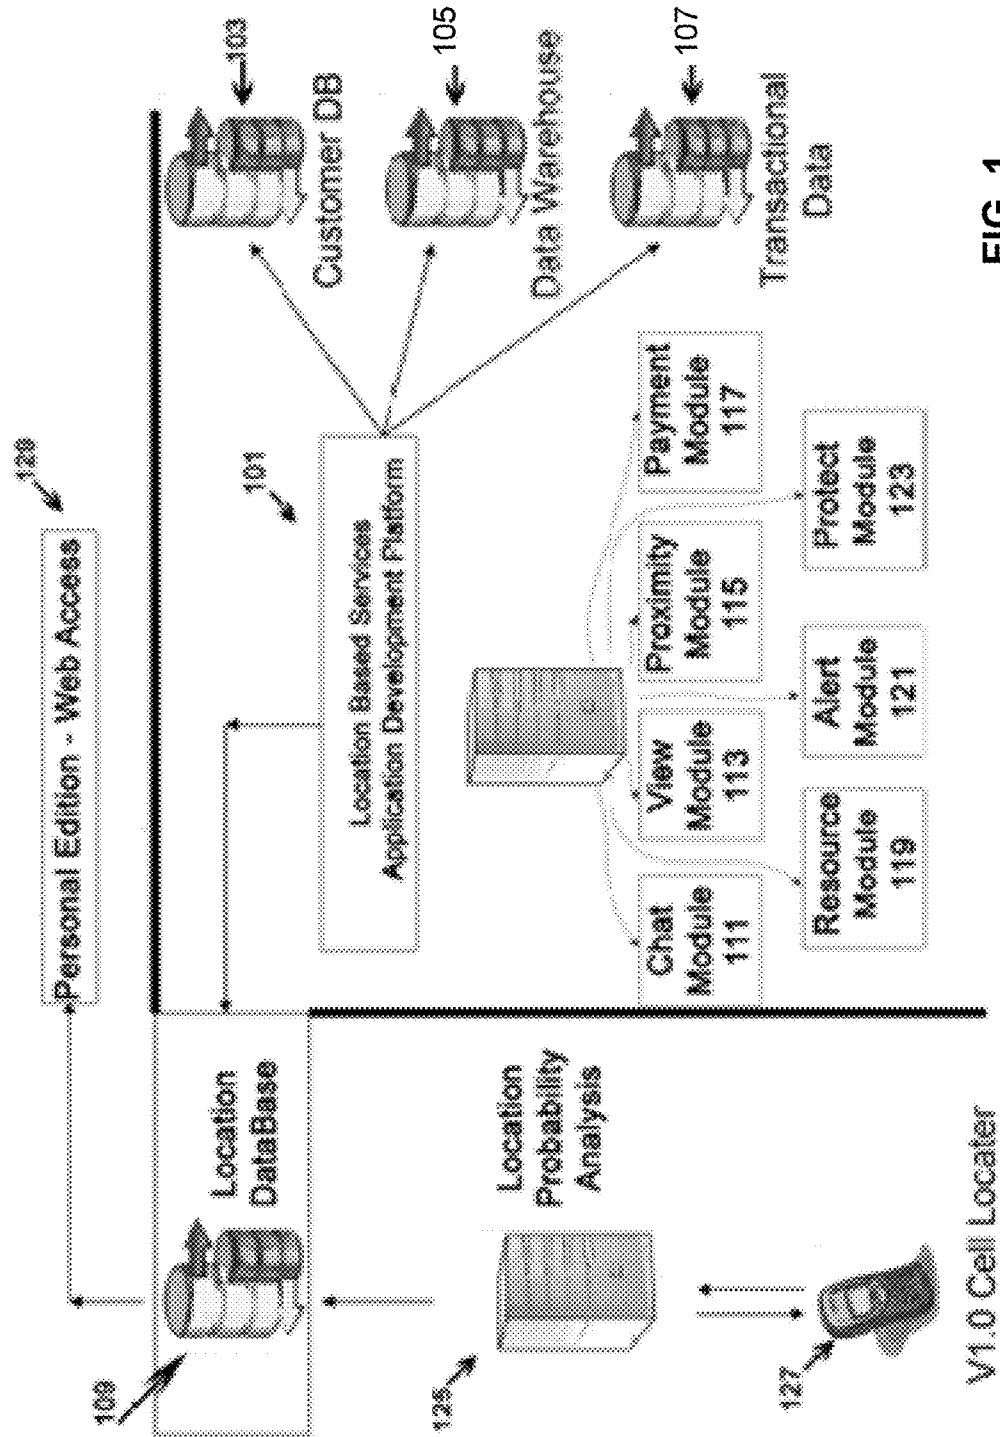 129
Personal Edition - Web Access
109
Location
DataBase
101
Location Based Services
Application Development Platform
103
Customer DB
105
Data Warehouse
107
Transactional
Data
125
Location
Probability
Analysis
Chat
Module
111
View
Module
113
Proximity
Module
115
Payment
Module
117
Resource
Module
119
Alert
Module
121
Protect
Module
123
127
V1.0 Cell Locater
FIG. 1